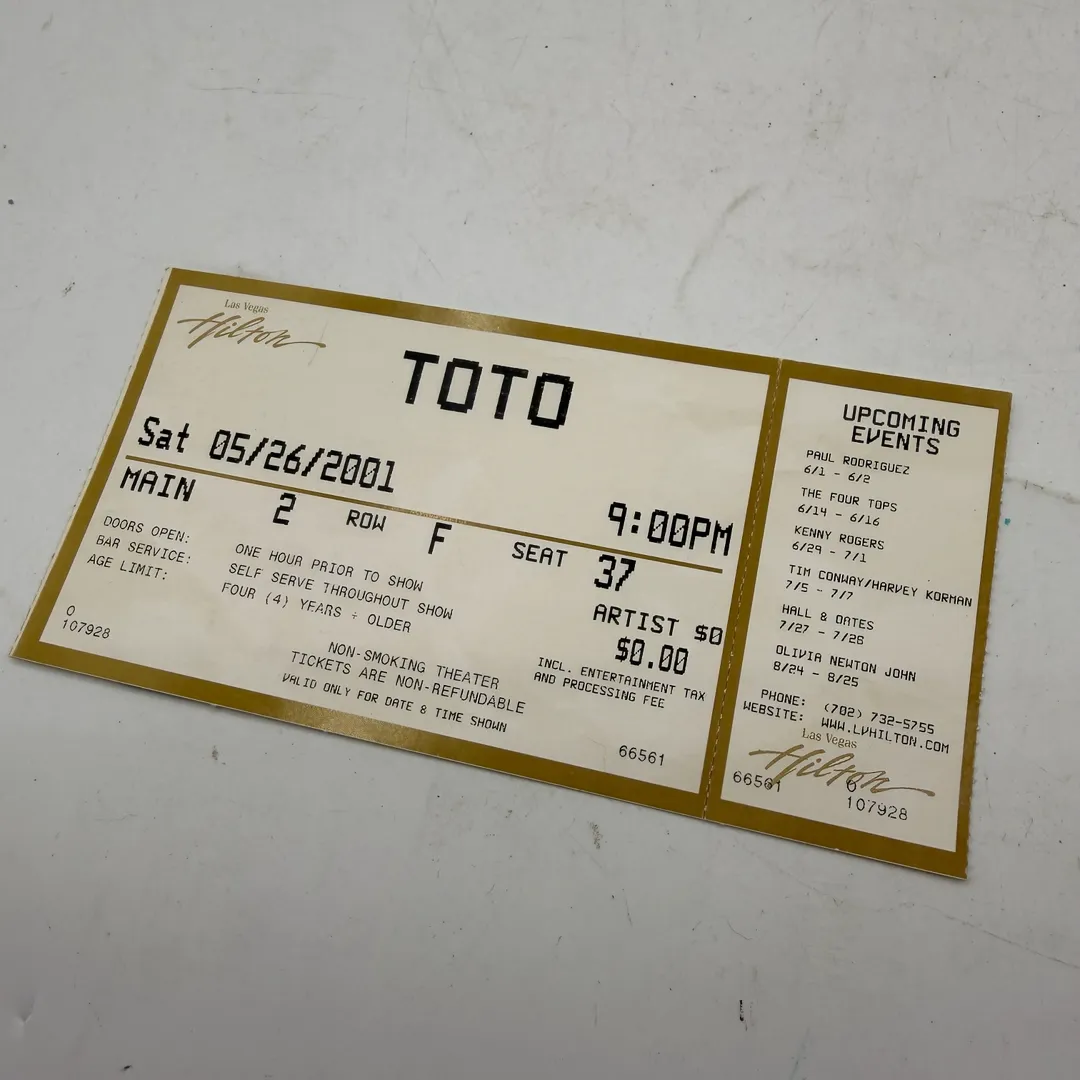 Las Vegas
Hilton
TOTO
Sat 05/26/2001
9:00PM
MAIN 2 ROW F SEAT 37
DOORS OPEN: ONE HOUR PRIOR TO SHOW
BAR SERVICE: SELF SERVE THROUGHOUT SHOW
AGE LIMIT: FOUR (4) YEARS + OLDER
ARTIST $0
$0.00
INCL. ENTERTAINMENT TAX
AND PROCESSING FEE
0
107928
NON-SMOKING THEATER
TICKETS ARE NON-REFUNDABLE
VALID ONLY FOR DATE & TIME SHOWN
66561
UPCOMING
EVENTS
PAUL RODRIGUEZ
6/1 - 6/2
THE FOUR TOPS
6/14 - 6/16
KENNY ROGERS
6/29 - 7/1
TIM CONWAY/HARVEY KORMAN
7/5 - 7/7
HALL & OATES
7/27 - 7/28
OLIVIA NEWTON JOHN
8/24 - 8/25
PHONE: (702) 732-5755
WEBSITE: WWW.LVHILTON.COM
Las Vegas
Hilton
66561 0
107928